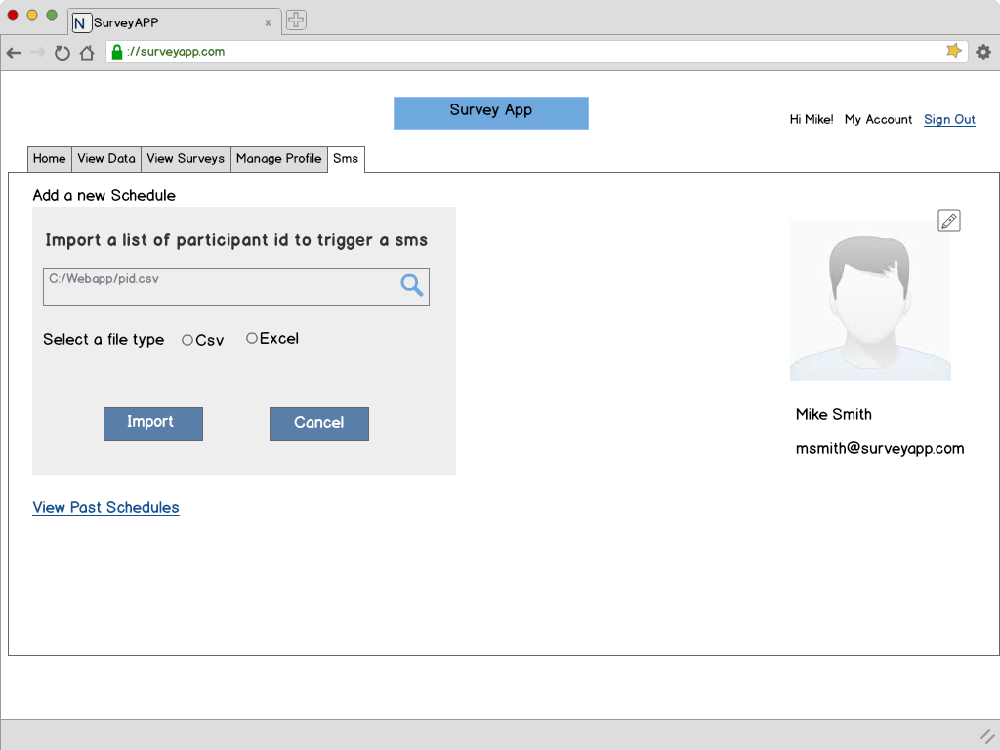 N SurveyAPP x
://surveyapp.com
Survey App
Hi Mike! My Account Sign Out
Home View Data View Surveys Manage Profile Sms
Add a new Schedule
Import a list of participant id to trigger a sms
C:/Webapp/pid.csv
Select a file type Csv Excel
Import Cancel
Mike Smith
msmith@surveyapp.com
View Past Schedules